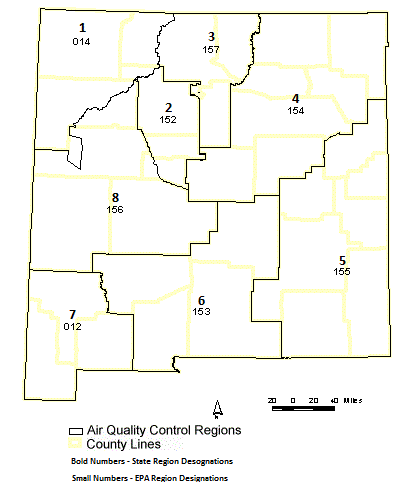 1
014
3
157
2
152
4
154
8
156
5
155
6
153
7
012
20 0 20 40 Miles
N
Air Quality Control Regions
County Lines
Bold Numbers - State Region Desognations
Small Numbers - EPA Region Designations